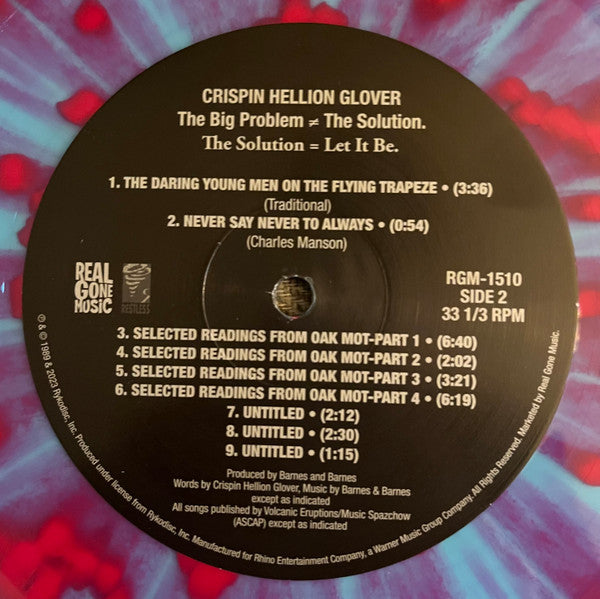 CRISPIN HELLION GLOVER
The Big Problem ≠ The Solution.
The Solution = Let It Be.
1. THE DARING YOUNG MEN ON THE FLYING TRAPEZE • (3:36)
(Traditional)
2. NEVER SAY NEVER TO ALWAYS • (0:54)
(Charles Manson)
REAL
GONE
MUSIC
RESTLESS
RGM-1510
SIDE 2
33 1/3 RPM
3. SELECTED READINGS FROM OAK MOT-PART 1 • (6:40)
4. SELECTED READINGS FROM OAK MOT-PART 2 • (2:02)
5. SELECTED READINGS FROM OAK MOT-PART 3 • (3:21)
6. SELECTED READINGS FROM OAK MOT-PART 4 • (6:19)
7. UNTITLED • (2:12)
8. UNTITLED • (2:30)
9. UNTITLED • (1:15)
Produced by Barnes and Barnes
Words by Crispin Hellion Glover, Music by Barnes & Barnes
except as indicated
All songs published by Volcanic Eruptions/Music Spazchow
(ASCAP) except as indicated
℗ & © 1989 & 2023 Rykodisc, Inc. Produced under license from Rykodisc, Inc. Manufactured for Rhino Entertainment Company, a Warner Music Group Company. All Rights Reserved. Marketed by Real Gone Music.